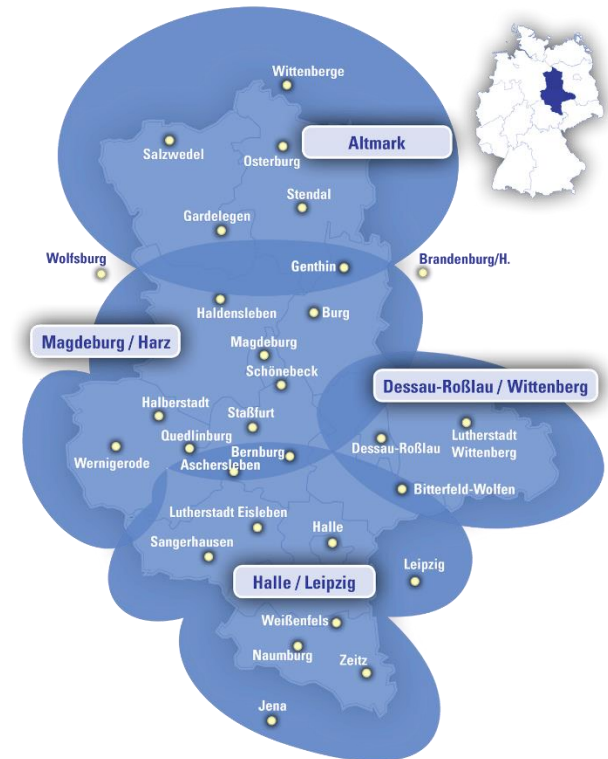 Wittenberge
Altmark
Salzwedel
Osterburg
Stendal
Gardelegen
Wolfsburg
Genthin
Brandenburg/H.
Haldensleben
Burg
Magdeburg / Harz
Magdeburg
Schönebeck
Dessau-Roßlau / Wittenberg
Halberstadt
Staßfurt
Quedlinburg
Wernigerode
Bernburg
Aschersleben
Dessau-Roßlau
Lutherstadt
Wittenberg
Bitterfeld-Wolfen
Lutherstadt Eisleben
Halle
Sangerhausen
Leipzig
Halle / Leipzig
Weißenfels
Naumburg
Zeitz
Jena